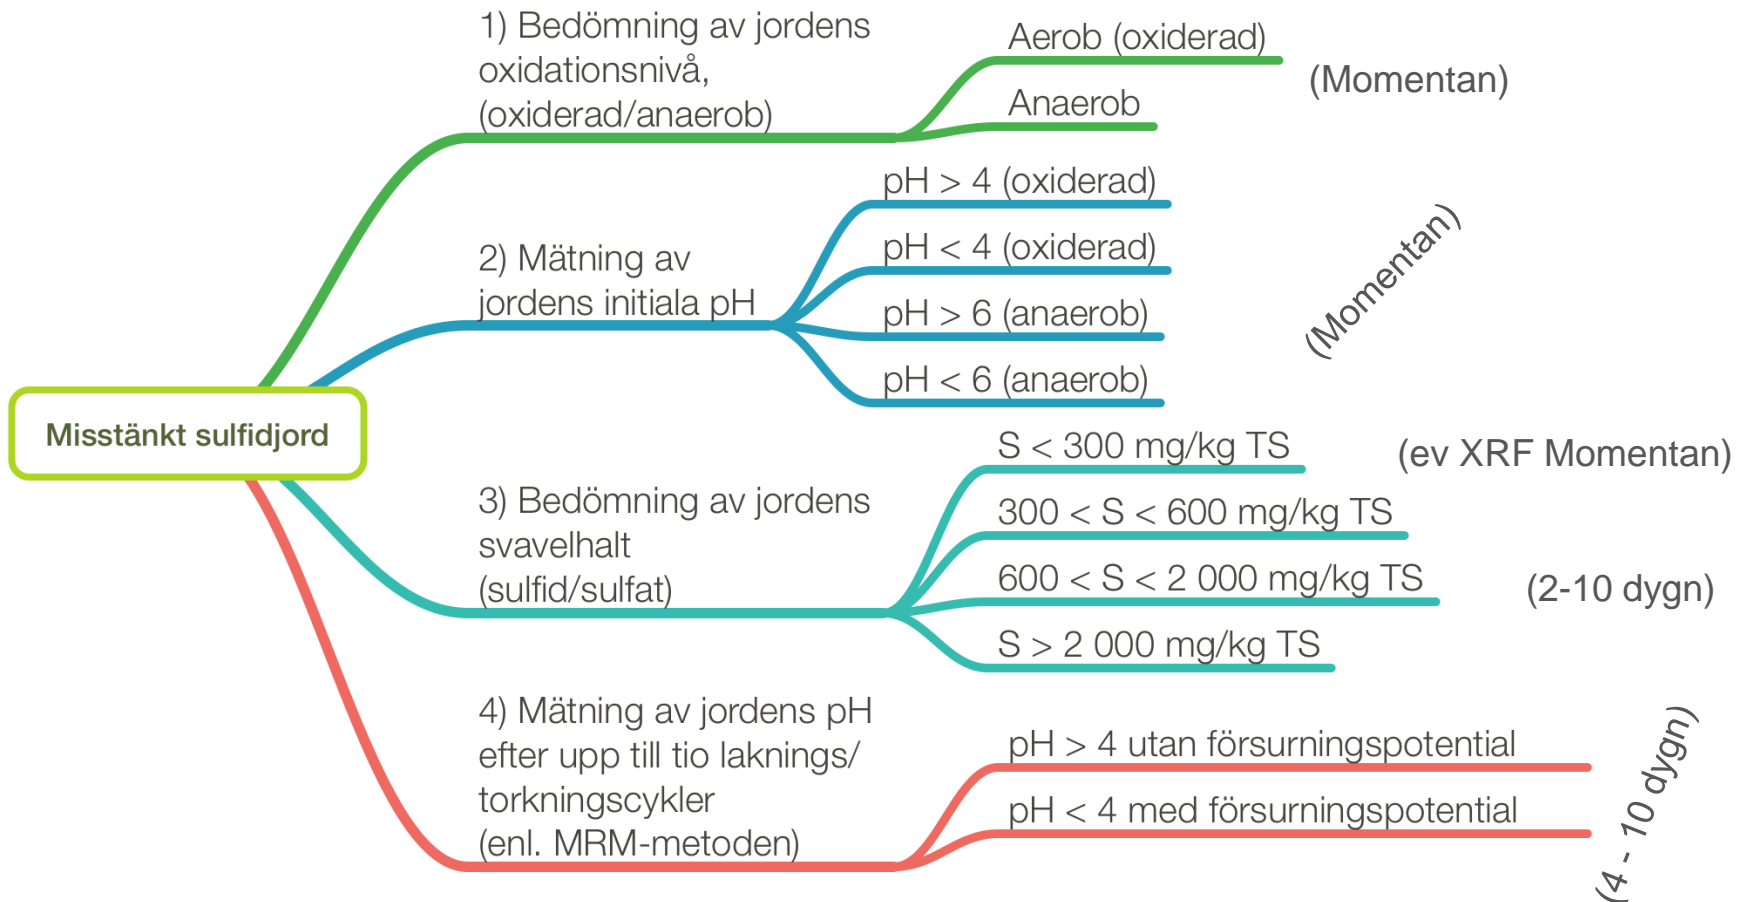 Misstänkt sulfidjord
1) Bedömning av jordens
oxidationsnivå,
(oxiderad/anaerob)
Aerob (oxiderad)
Anaerob
(Momentan)
2) Mätning av
jordens initiala pH
pH > 4 (oxiderad)
pH < 4 (oxiderad)
pH > 6 (anaerob)
pH < 6 (anaerob)
(Momentan)
3) Bedömning av jordens
svavelhalt
(sulfid/sulfat)
S < 300 mg/kg TS
300 < S < 600 mg/kg TS
600 < S < 2 000 mg/kg TS
S > 2 000 mg/kg TS
(ev XRF Momentan)
(2-10 dygn)
4) Mätning av jordens pH
efter upp till tio laknings/
torkningscykler
(enl. MRM-metoden)
pH > 4 utan försurningspotential
pH < 4 med försurningspotential
(4 - 10 dygn)